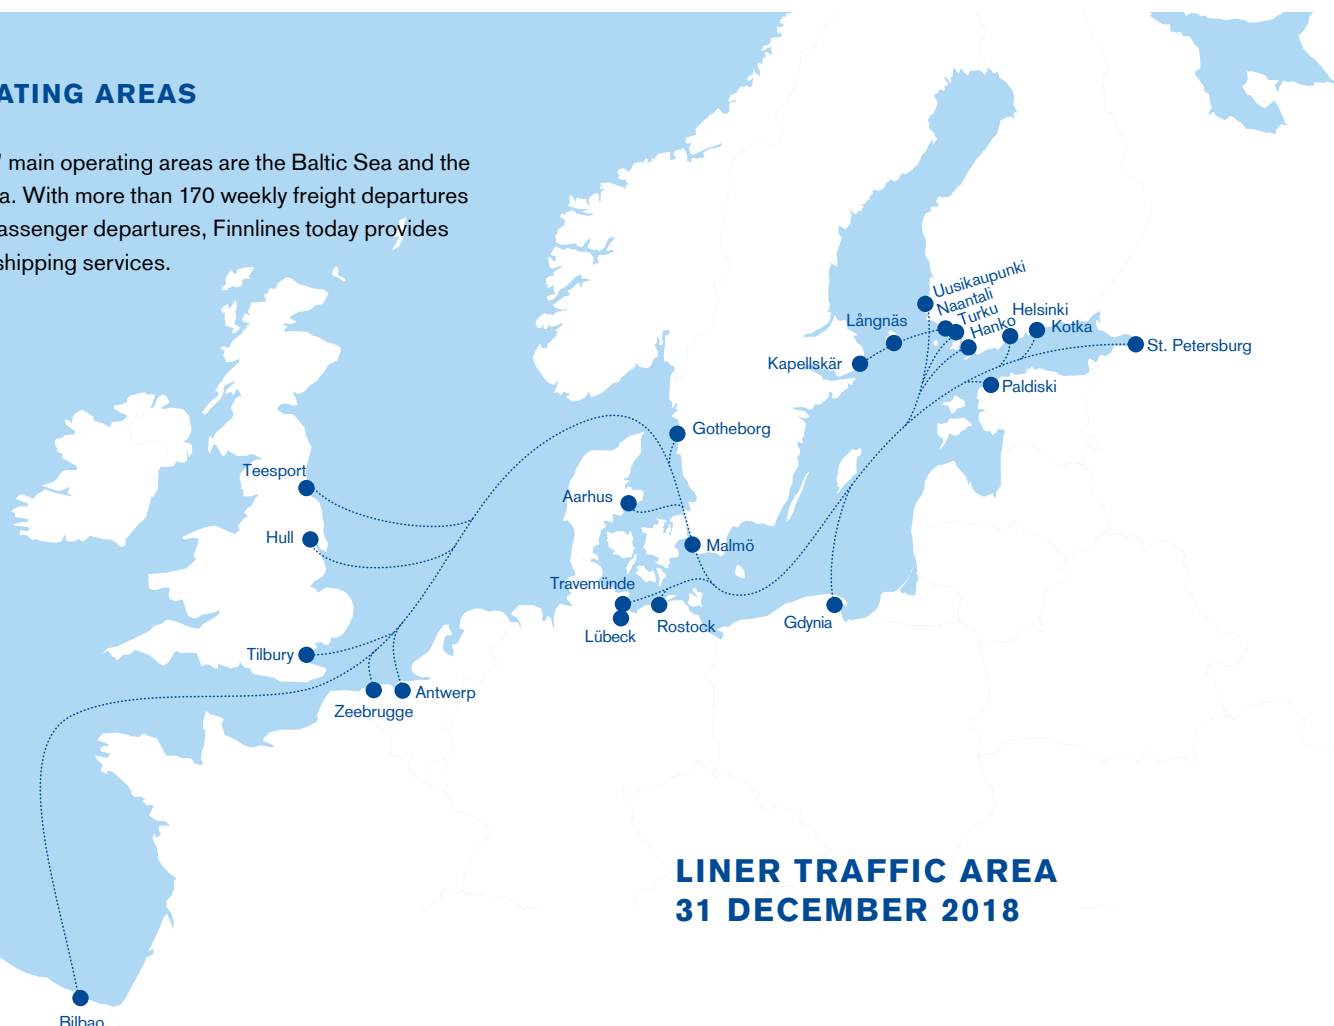 ATING AREAS
' main operating areas are the Baltic Sea and the
a. With more than 170 weekly freight departures
assenger departures, Finnlines today provides
shipping services.
Uusikaupunki
Naantali
Turku
Hanko
Helsinki
Kotka
Långnäs
Kapellskär
St. Petersburg
Paldiski
Gotheborg
Teesport
Aarhus
Hull
Malmö
Travemünde
Lübeck
Rostock
Gdynia
Tilbury
Antwerp
Zeebrugge
LINER TRAFFIC AREA
31 DECEMBER 2018
Bilbao